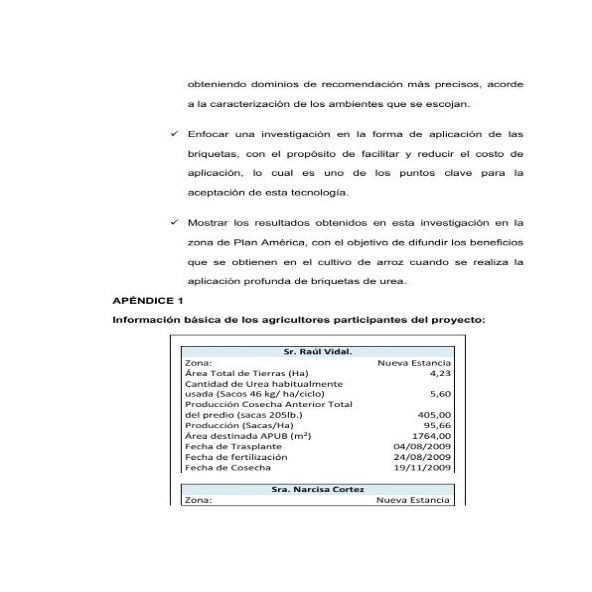 obteniendo dominios de recomendación más precisos, acorde
a la caracterización de los ambientes que se escojan.
✓ Enfocar una investigación en la forma de aplicación de las
briquetas, con el propósito de facilitar y reducir el costo de
aplicación, lo cual es uno de los puntos clave para la
aceptación de esta tecnología.
✓ Mostrar los resultados obtenidos en esta investigación en la
zona de Plan América, con el objetivo de difundir los beneficios
que se obtienen en el cultivo de arroz cuando se realiza la
aplicación profunda de briquetas de urea.
APÉNDICE 1
Información básica de los agricultores participantes del proyecto:
Sr. Raúl Vidal.
Zona: Nueva Estancia
Área Total de Tierras (Ha) 4,23
Cantidad de Urea habitualmente
usada (Sacos 46 kg/ ha/ciclo) 5,60
Producción Cosecha Anterior Total
del predio (sacas 205lb.) 405,00
Producción (Sacas/Ha) 95,66
Área destinada APUB (m²) 1764,00
Fecha de Trasplante 04/08/2009
Fecha de fertilización 24/08/2009
Fecha de Cosecha 19/11/2009
Sra. Narcisa Cortez
Zona: Nueva Estancia